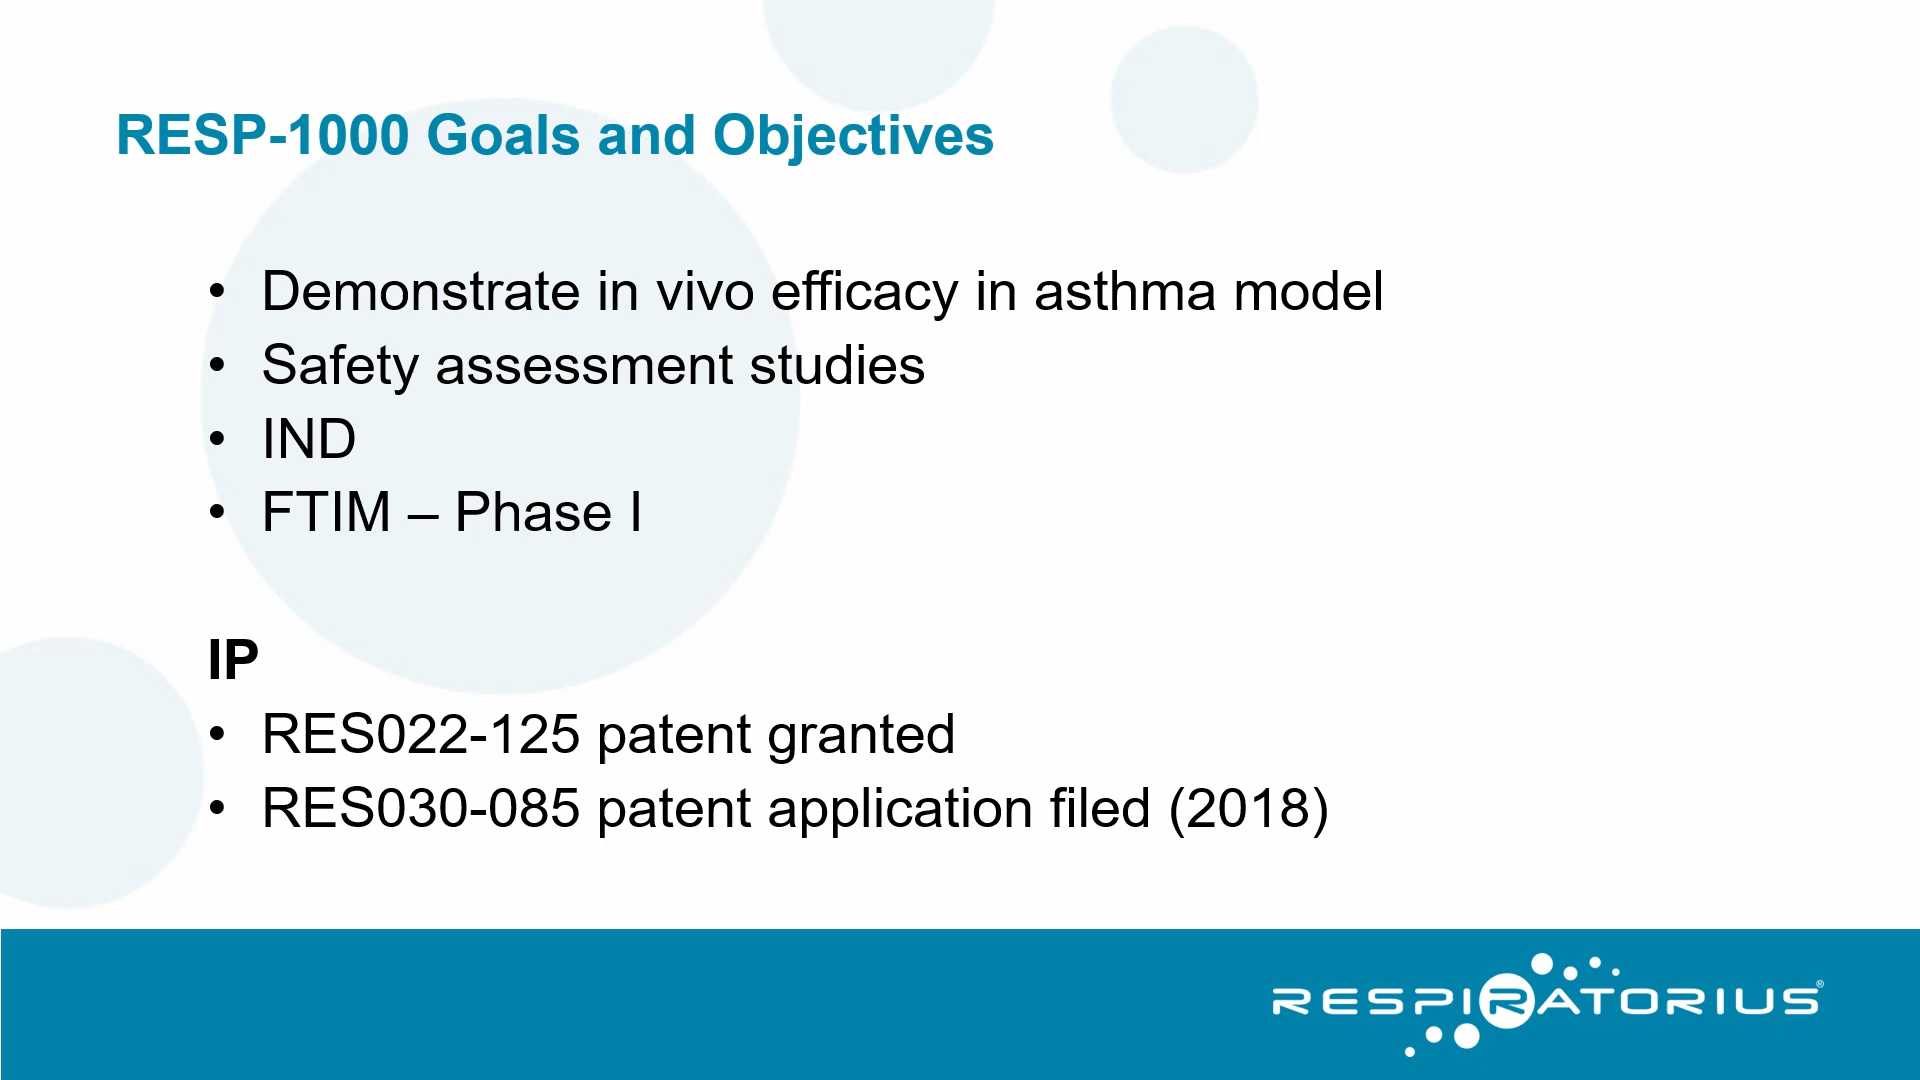 RESP-1000 Goals and Objectives
• Demonstrate in vivo efficacy in asthma model
• Safety assessment studies
• IND
• FTIM – Phase I
IP
• RES022-125 patent granted
• RES030-085 patent application filed (2018)
RESPIRATORIUS®